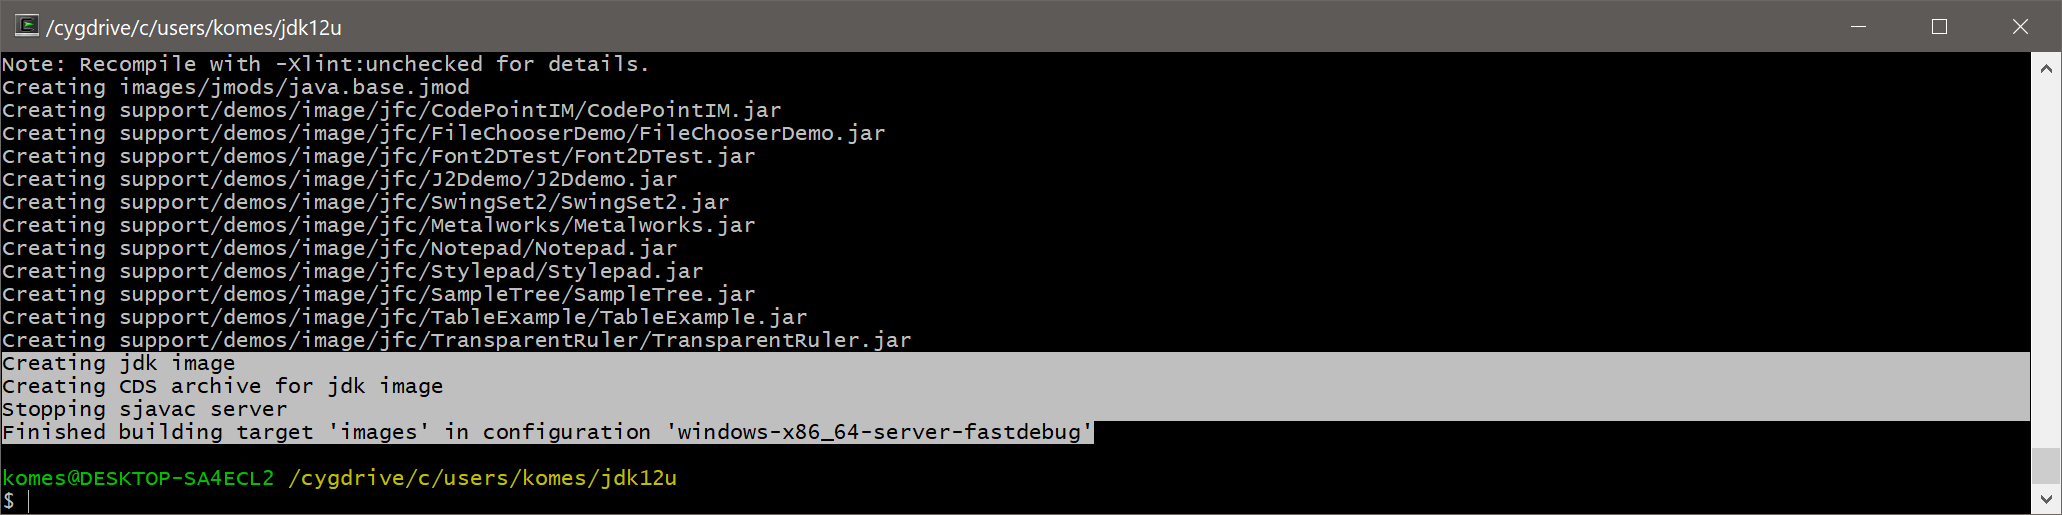 /cygdrive/c/users/komes/jdk12u
Note: Recompile with -Xlint:unchecked for details.
Creating images/jmods/java.base.jmod
Creating support/demos/image/jfc/CodePointIM/CodePointIM.jar
Creating support/demos/image/jfc/FileChooserDemo/FileChooserDemo.jar
Creating support/demos/image/jfc/Font2DTest/Font2DTest.jar
Creating support/demos/image/jfc/J2Ddemo/J2Ddemo.jar
Creating support/demos/image/jfc/SwingSet2/SwingSet2.jar
Creating support/demos/image/jfc/Metalworks/Metalworks.jar
Creating support/demos/image/jfc/Notepad/Notepad.jar
Creating support/demos/image/jfc/Stylepad/Stylepad.jar
Creating support/demos/image/jfc/SampleTree/SampleTree.jar
Creating support/demos/image/jfc/TableExample/TableExample.jar
Creating support/demos/image/jfc/TransparentRuler/TransparentRuler.jar
Creating jdk image
Creating CDS archive for jdk image
Stopping sjavac server
Finished building target 'images' in configuration 'windows-x86_64-server-fastdebug'
komes@DESKTOP-SA4ECL2 /cygdrive/c/users/komes/jdk12u
$